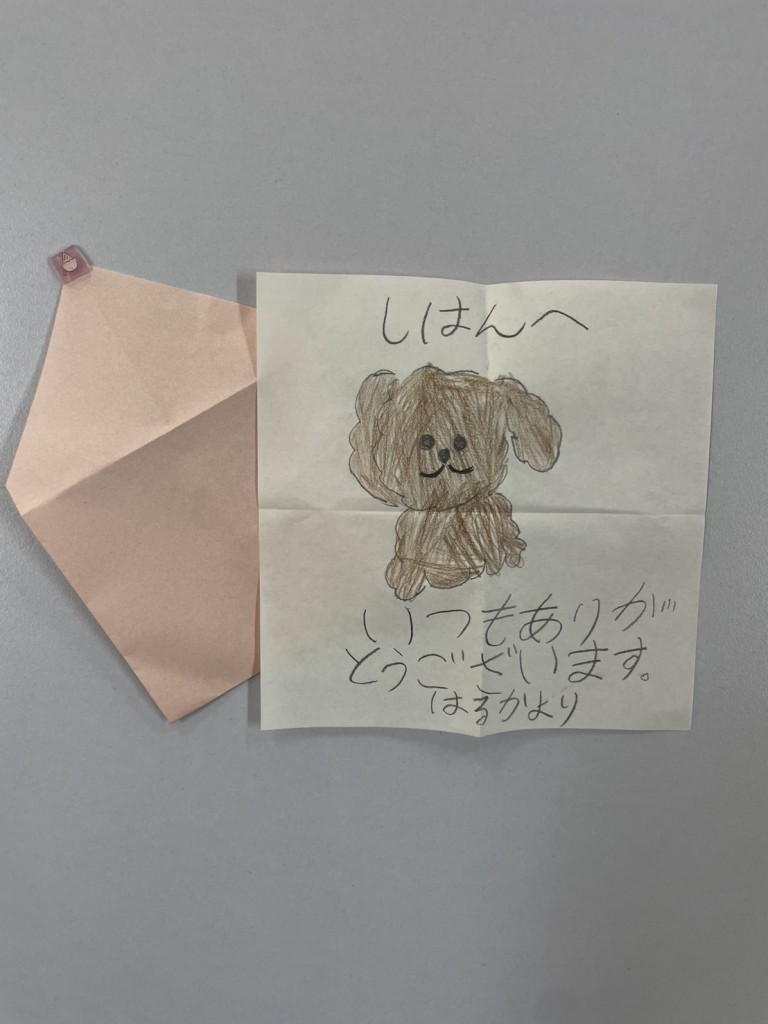 しはんへ
いつもありが
とうございます。
はるかより